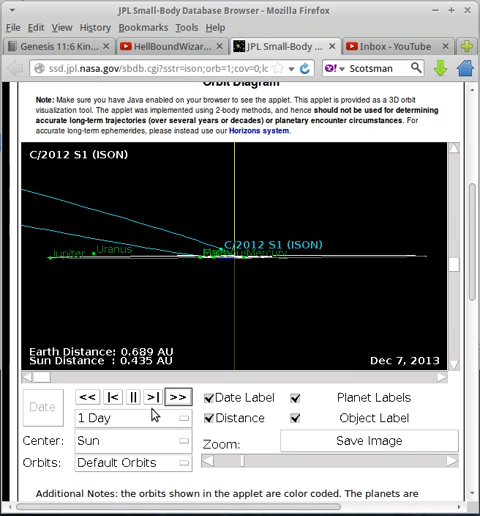 JPL Small-Body Database Browser - Mozilla Firefox
File Edit View History Bookmarks Tools Help
Genesis 11:6 Kin... HellBoundWizar... JPL Small-Body Datab... Inbox - YouTube
ssd.jpl.nasa.gov/sbdb.cgi?sstr=ison;orb=1;cov=0;lo Scotsman
Orbit Diagram
Note: Make sure you have Java enabled on your browser to see the applet. This applet is provided as a 3D orbit
visualization tool. The applet was implemented using 2-body methods, and hence should not be used for determining
accurate long-term trajectories (over several years or decades) or planetary encounter circumstances. For
accurate long-term ephemerides, please instead use our Horizons system.
C/2012 S1 (ISON)
C/2012 S1 (ISON)
Jupiter Uranus Mercury
Earth Distance: 0.689 AU
Sun Distance : 0.435 AU
Dec 7, 2013
Date << |< || >| >> Date Label Planet Labels
1 Day Distance Object Label
Center: Sun Zoom: Save Image
Orbits: Default Orbits
Additional Notes: the orbits shown in the applet are color coded. The planets are